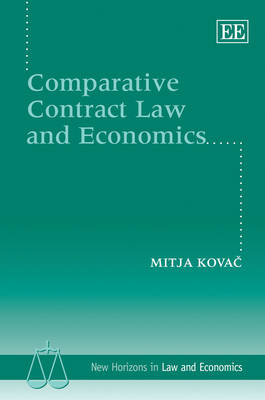 EE
Comparative
Contract Law
and Economics
MITJA KOVAČ
New Horizons in Law and Economics